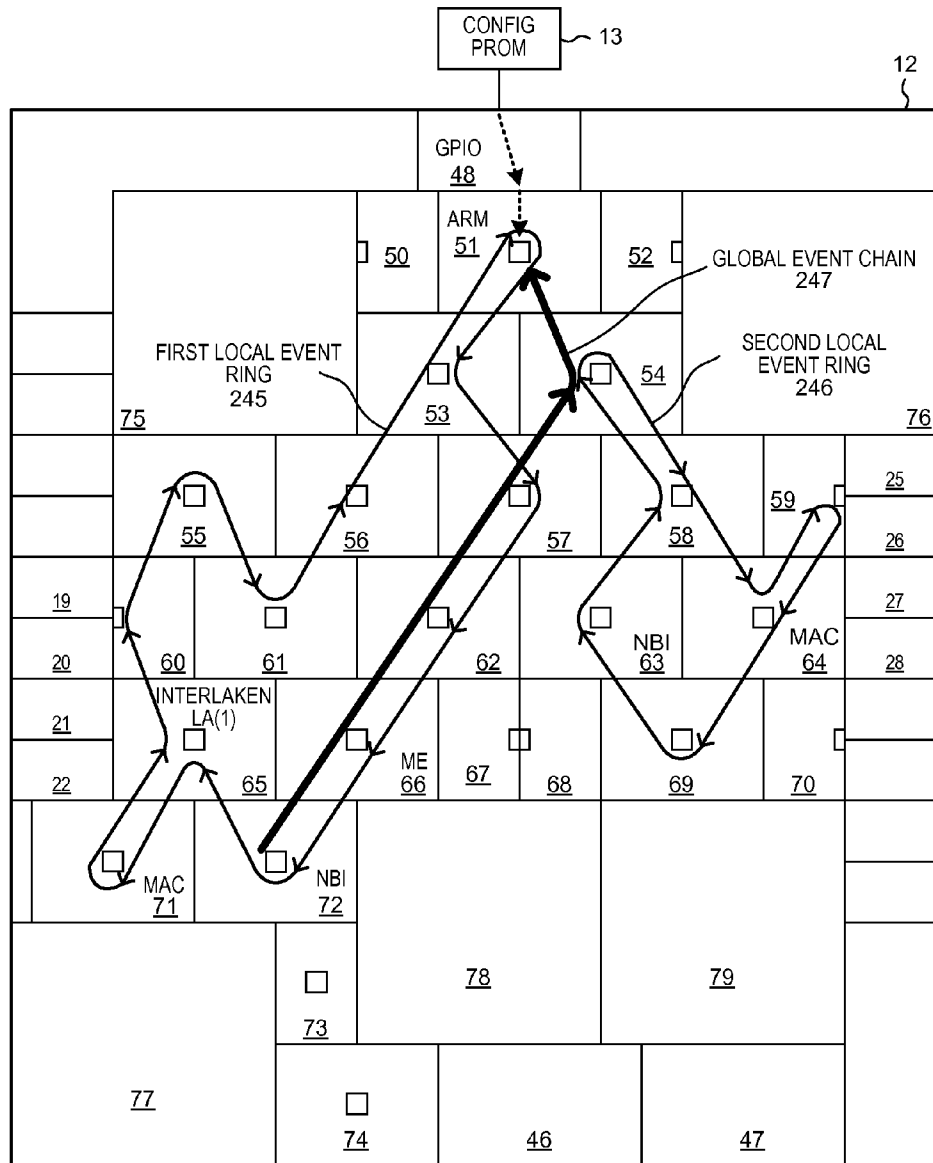 CONFIG
PROM
13
12
GPIO
48
ARM
51
50
52
GLOBAL EVENT CHAIN
247
FIRST LOCAL EVENT
RING
245
SECOND LOCAL
EVENT RING
246
53
54
75
76
55
56
57
58
59
25
26
19
20
60
61
62
NBI
63
MAC
64
27
28
INTERLAKEN
LA(1)
21
22
65
ME
66
67
68
69
70
MAC
71
NBI
72
73
78
79
77
74
46
47